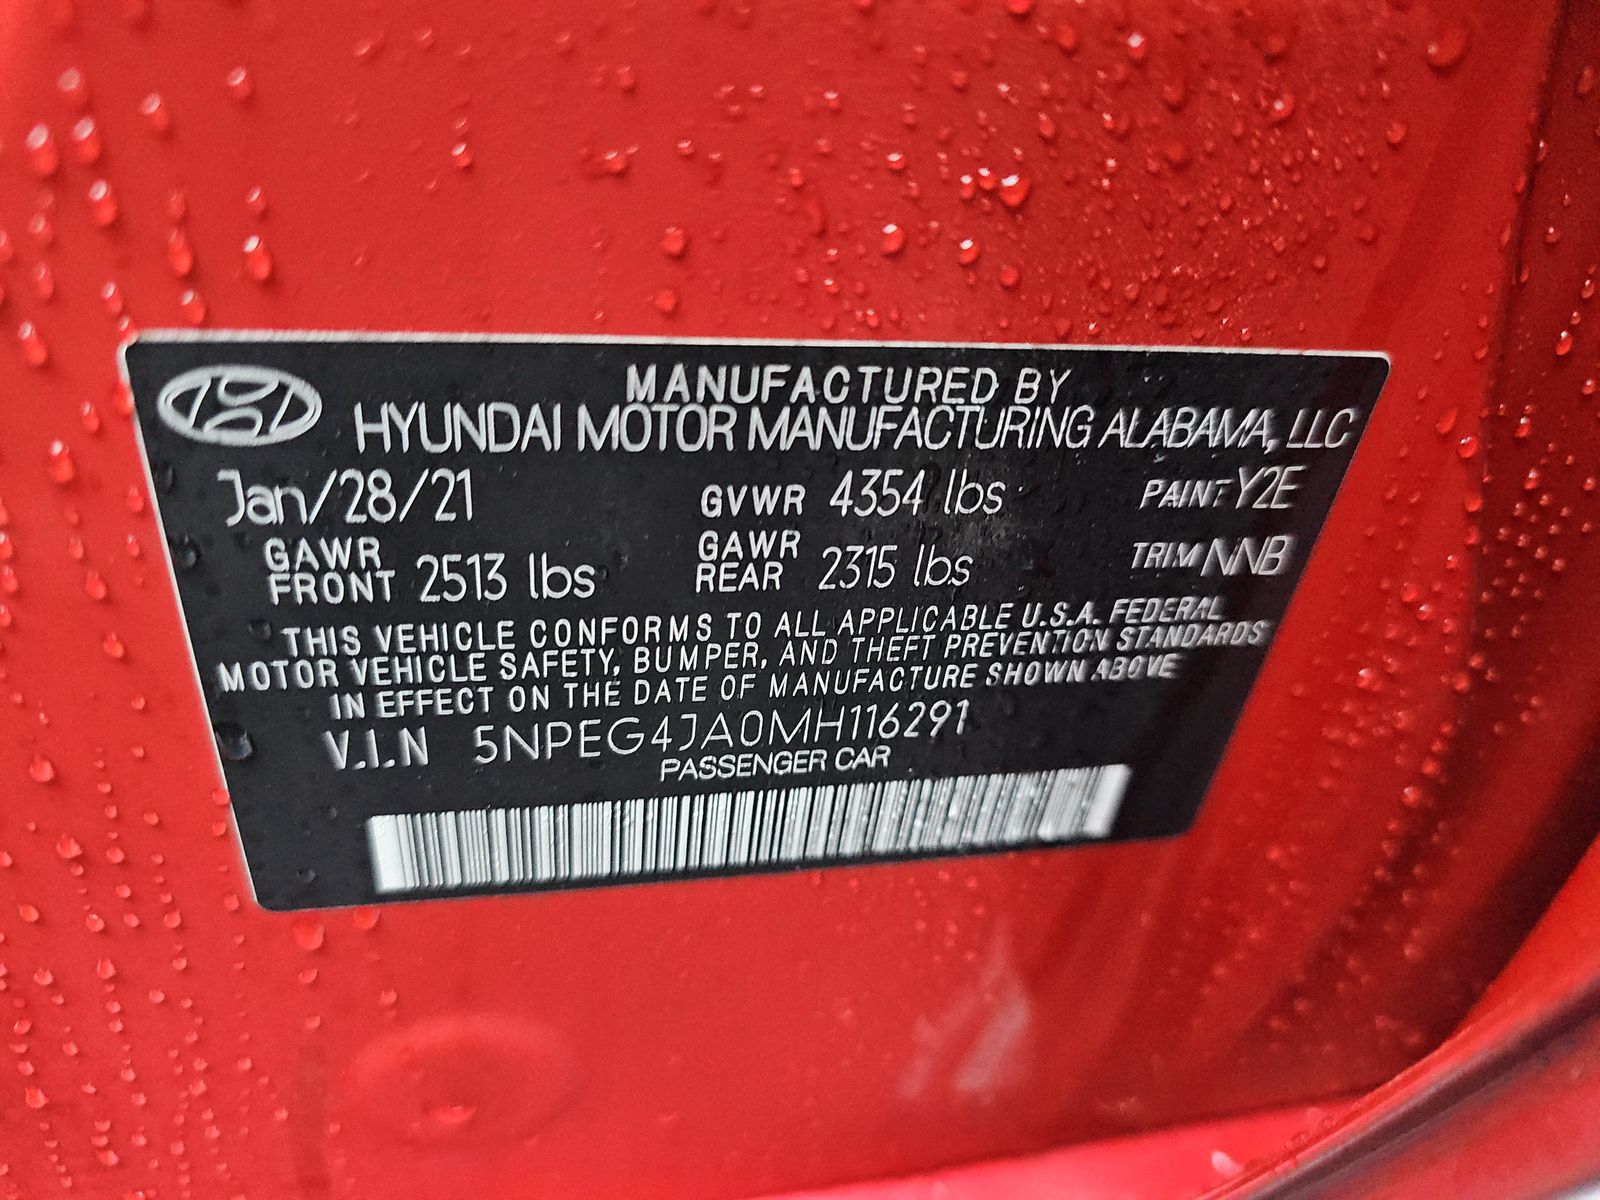 MANUFACTURED BY
HYUNDAI MOTOR MANUFACTURING ALABAMA, LLC
Jan/28/21 GVWR 4354 lbs PAINT Y2E
GAWR FRONT 2513 lbs GAWR REAR 2315 lbs TRIM NNB
THIS VEHICLE CONFORMS TO ALL APPLICABLE U.S.A. FEDERAL
MOTOR VEHICLE SAFETY, BUMPER, AND THEFT PREVENTION STANDARDS
IN EFFECT ON THE DATE OF MANUFACTURE SHOWN ABOVE
V.I.N 5NPEG4JA0MH116291
PASSENGER CAR